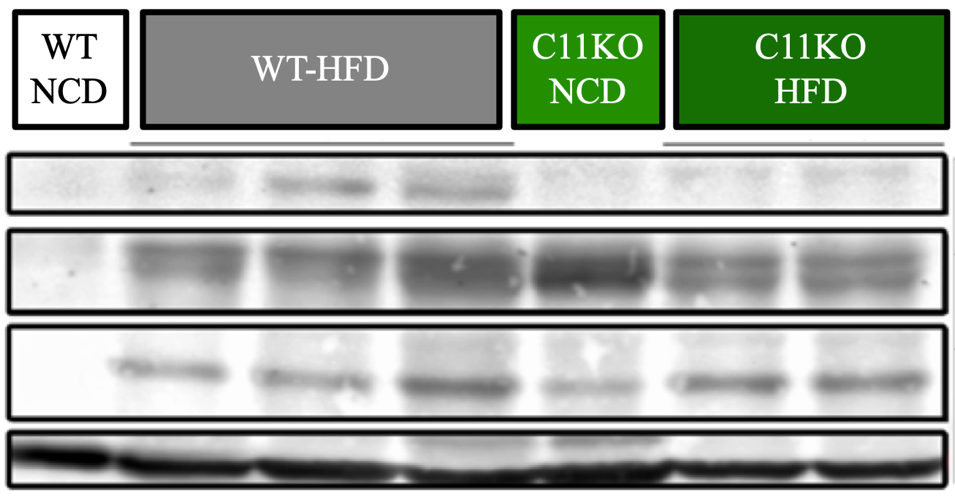 WT
NCD
WT-HFD
C11KO
NCD
C11KO
HFD